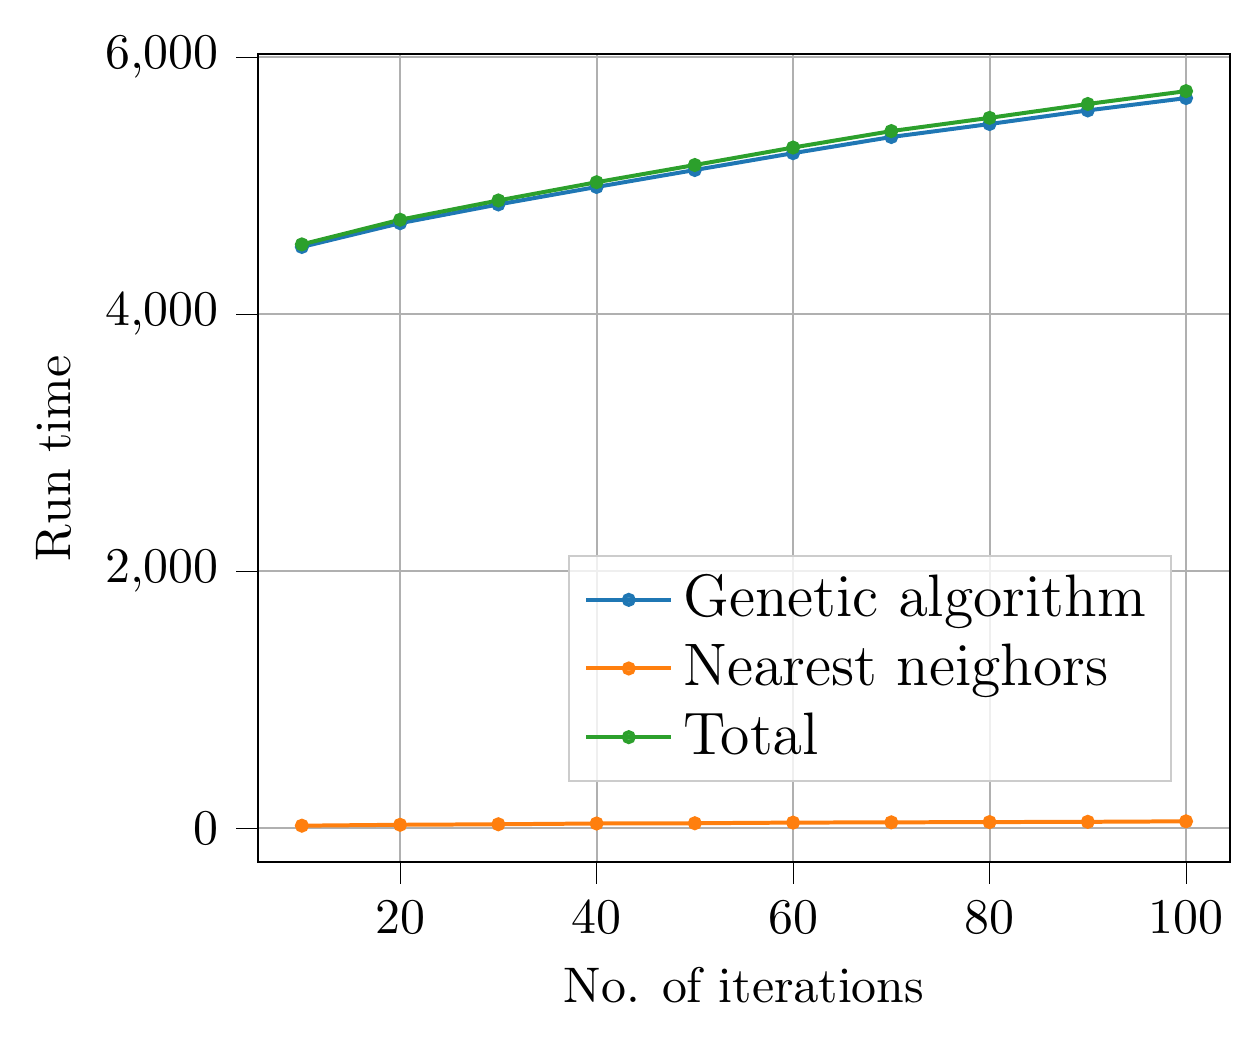 6,000
4,000
2,000
0
Run time
Genetic algorithm
Nearest neighors
Total
20 40 60 80 100
No. of iterations